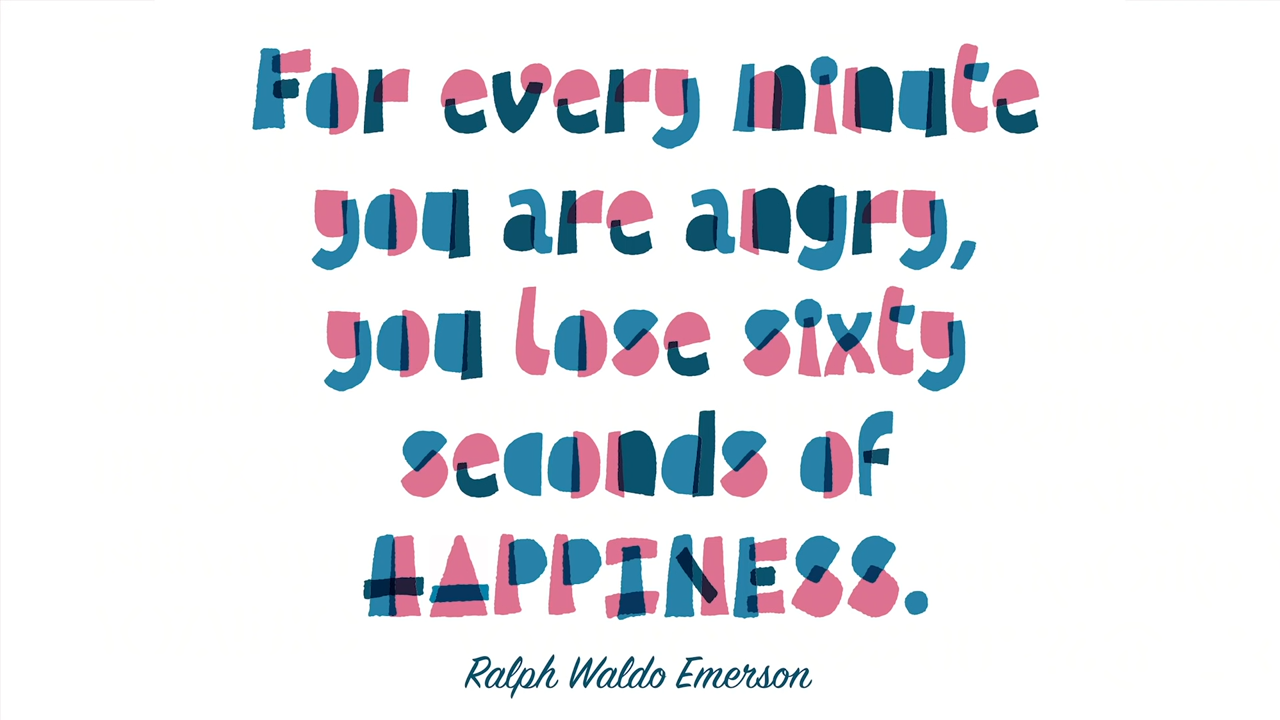 For every minute
you are angry,
you lose sixty
seconds of
HAPPINESS.
Ralph Waldo Emerson